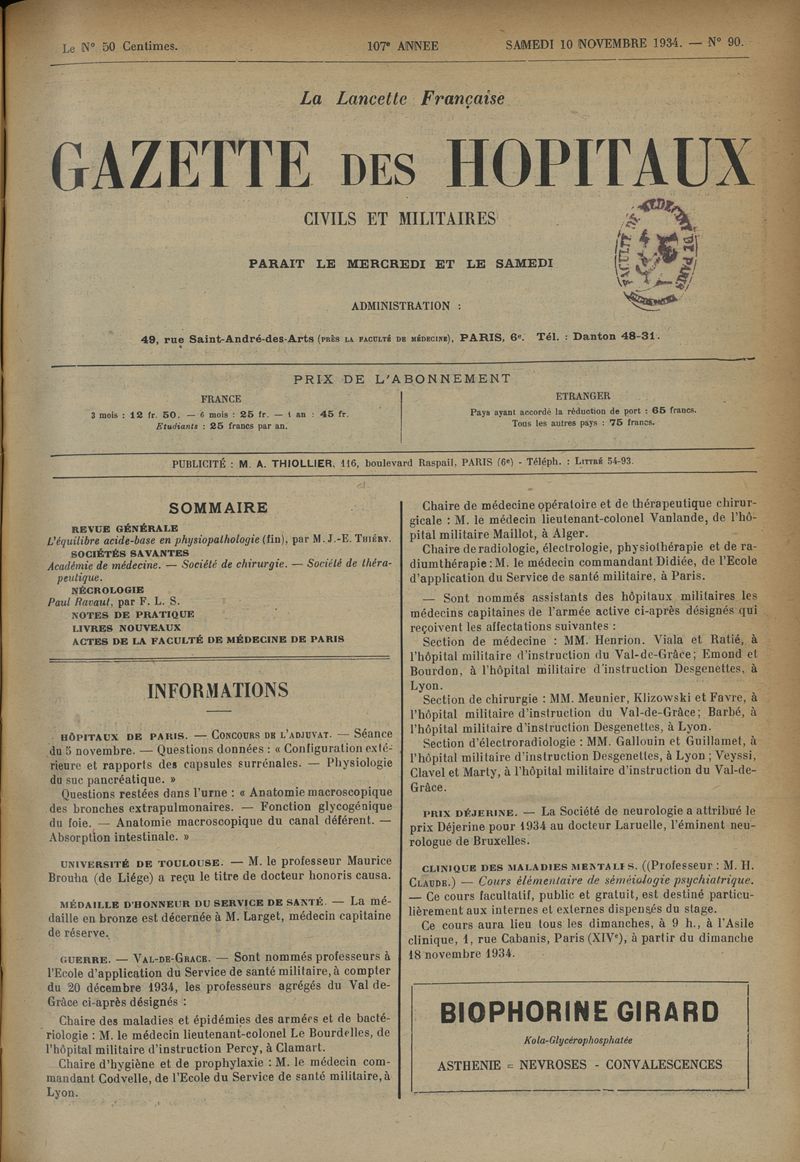 Le N° 50 Centimes.
107e ANNEE
SAMEDI 10 NOVEMBRE 1934. — N° 90.
La Lancette Française
GAZETTE DES HOPITAUX
CIVILS ET MILITAIRES
PARAIT LE MERCREDI ET LE SAMEDI
FACULTÉ DE MÉDECINE DE PARIS
ADMINISTRATION :
49, rue Saint-André-des-Arts (PRÈS LA FACULTÉ DE MÉDECINE), PARIS, 6e. Tél. : Danton 48-31.
PRIX DE L'ABONNEMENT
FRANCE
3 mois : 12 fr. 50. — 6 mois : 25 fr. — 1 an : 45 fr.
Etudiants : 25 francs par an.
ETRANGER
Pays ayant accordé la réduction de port : 65 francs.
Tous les autres pays : 75 francs.
PUBLICITÉ : M. A. THIOLLIER, 116, boulevard Raspail, PARIS (6e) - Téléph. : LITTRÉ 54-93.
SOMMAIRE
REVUE GÉNÉRALE
L'équilibre acide-base en physiopathologie (fin), par M. J.-E. THIÉRY.
SOCIÉTÉS SAVANTES
Académie de médecine. — Société de chirurgie. — Société de théra-
peutique.
NÉCROLOGIE
Paul Ravaut, par F. L. S.
NOTES DE PRATIQUE
LIVRES NOUVEAUX
ACTES DE LA FACULTÉ DE MÉDECINE DE PARIS
INFORMATIONS
HÔPITAUX DE PARIS. — CONCOURS DE L'ADJUVAT. — Séance
du 5 novembre. — Questions données : « Configuration exté-
rieure et rapports des capsules surrénales. — Physiologie
du suc pancréatique. »
Questions restées dans l'urne : « Anatomie macroscopique
des bronches extrapulmonaires. — Fonction glycogénique
du foie. — Anatomie macroscopique du canal déférent. —
Absorption intestinale. »
UNIVERSITÉ DE TOULOUSE. — M. le professeur Maurice
Brouha (de Liége) a reçu le titre de docteur honoris causa.
MÉDAILLE D'HONNEUR DU SERVICE DE SANTÉ. — La mé-
daille en bronze est décernée à M. Larget, médecin capitaine
de réserve.
GUERRE. — VAL-DE-GRACE. — Sont nommés professeurs à
l'Ecole d'application du Service de santé militaire, à compter
du 20 décembre 1934, les professeurs agrégés du Val de-
Grâce ci-après désignés :
Chaire des maladies et épidémies des armées et de bacté-
riologie : M. le médecin lieutenant-colonel Le Bourdelles, de
l'hôpital militaire d'instruction Percy, à Clamart.
Chaire d'hygiène et de prophylaxie : M. le médecin com-
mandant Codvelle, de l'Ecole du Service de santé militaire, à
Lyon.
Chaire de médecine opératoire et de thérapeutique chirur-
gicale : M. le médecin lieutenant-colonel Vanlande, de l'hô-
pital militaire Maillot, à Alger.
Chaire de radiologie, électrologie, physiothérapie et de ra-
diumthérapie : M. le médecin commandant Didiée, de l'Ecole
d'application du Service de santé militaire, à Paris.
— Sont nommés assistants des hôpitaux militaires les
médecins capitaines de l'armée active ci-après désignés qui
reçoivent les affectations suivantes :
Section de médecine : MM. Henrion. Viala et Ratié, à
l'hôpital militaire d'instruction du Val-de-Grâce; Emond et
Bourdon, à l'hôpital militaire d'instruction Desgenettes, à
Lyon.
Section de chirurgie : MM. Meunier, Klizowski et Favre, à
l'hôpital militaire d'instruction du Val-de-Grâce; Barbé, à
l'hôpital militaire d'instruction Desgenettes, à Lyon.
Section d'électroradiologie : MM. Gallouin et Guillamet, à
l'hôpital militaire d'instruction Desgenettes, à Lyon ; Veyssi,
Clavel et Marty, à l'hôpital militaire d'instruction du Val-de-
Grâce.
PRIX DÉJERINE. — La Société de neurologie a attribué le
prix Déjerine pour 1934 au docteur Laruelle, l'éminent neu-
rologue de Bruxelles.
CLINIQUE DES MALADIES MENTALES. ((Professeur : M. H.
CLAUDE.) — Cours élémentaire de séméiologie psychiatrique.
— Ce cours facultatif, public et gratuit, est destiné particu-
lièrement aux internes et externes dispensés du stage.
Ce cours aura lieu tous les dimanches, à 9 h., à l'Asile
clinique, 1, rue Cabanis, Paris (XIVe), à partir du dimanche
18 novembre 1934.
BIOPHORINE GIRARD
Kola-Glycérophosphatée
ASTHENIE = NEVROSES - CONVALESCENCES